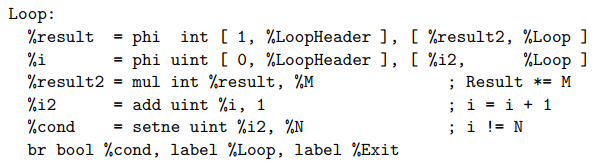 Loop:
  %result  = phi  int [ 1, %LoopHeader ], [ %result2, %Loop ]
  %i       = phi uint [ 0, %LoopHeader ], [ %i2,      %Loop ]
  %result2 = mul int %result, %M            ; Result *= M
  %i2      = add uint %i, 1                 ; i = i + 1
  %cond    = setne uint %i2, %N             ; i != N
  br bool %cond, label %Loop, label %Exit